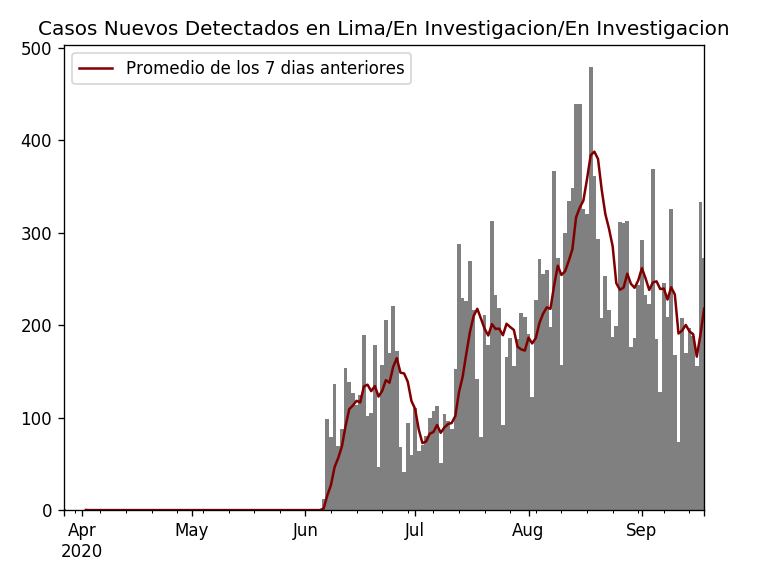 Casos Nuevos Detectados en Lima/En Investigacion/En Investigacion
Promedio de los 7 dias anteriores
500
400
300
200
100
0
Apr May Jun Jul Aug Sep
2020